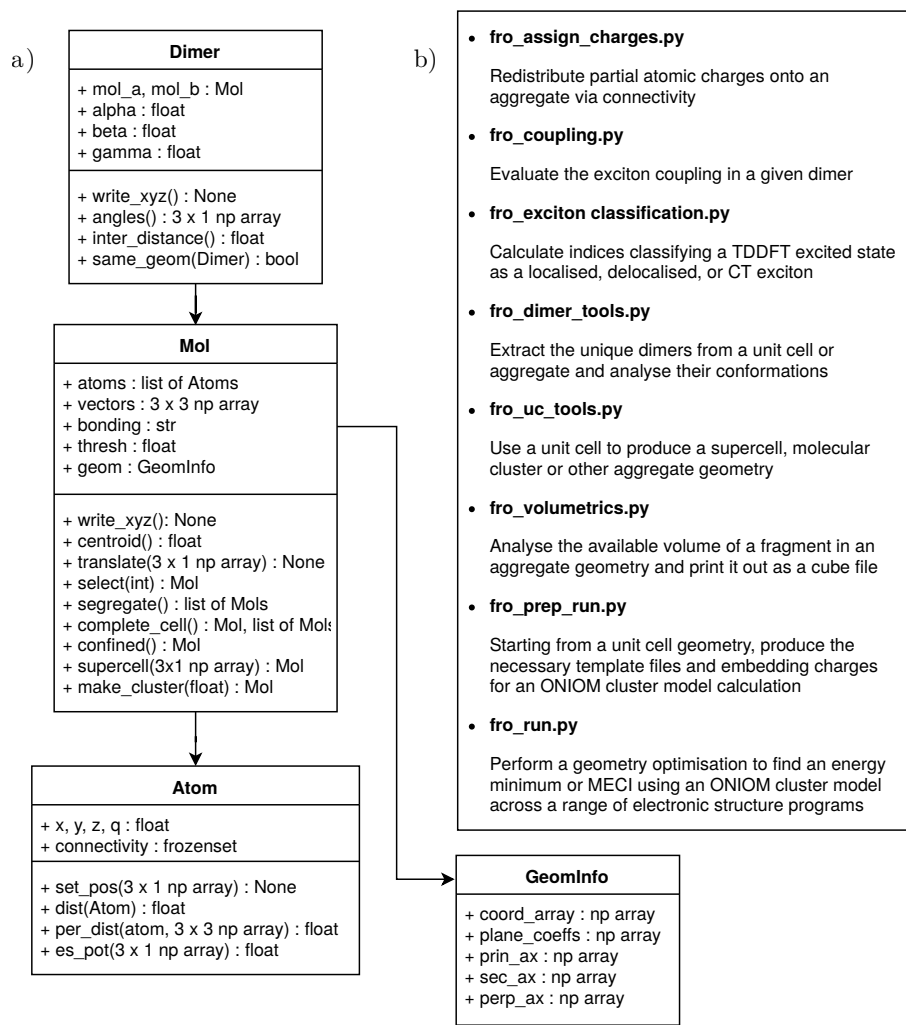 a)
Dimer
+ mol_a, mol_b : Mol
+ alpha : float
+ beta : float
+ gamma : float
+ write_xyz() : None
+ angles() : 3 x 1 np array
+ inter_distance() : float
+ same_geom(Dimer) : bool
Mol
+ atoms : list of Atoms
+ vectors : 3 x 3 np array
+ bonding : str
+ thresh : float
+ geom : GeomInfo
+ write_xyz(): None
+ centroid() : float
+ translate(3 x 1 np array) : None
+ select(int) : Mol
+ segregate() : list of Mols
+ complete_cell() : Mol, list of Mols
+ confined() : Mol
+ supercell(3x1 np array) : Mol
+ make_cluster(float) : Mol
Atom
+ x, y, z, q : float
+ connectivity : frozenset
+ set_pos(3 x 1 np array) : None
+ dist(Atom) : float
+ per_dist(atom, 3 x 3 np array) : float
+ es_pot(3 x 1 np array) : float
GeomInfo
+ coord_array : np array
+ plane_coeffs : np array
+ prin_ax : np array
+ sec_ax : np array
+ perp_ax : np array
b)
• fro_assign_charges.py
Redistribute partial atomic charges onto an
aggregate via connectivity
• fro_coupling.py
Evaluate the exciton coupling in a given dimer
• fro_exciton classification.py
Calculate indices classifying a TDDFT excited state
as a localised, delocalised, or CT exciton
• fro_dimer_tools.py
Extract the unique dimers from a unit cell or
aggregate and analyse their conformations
• fro_uc_tools.py
Use a unit cell to produce a supercell, molecular
cluster or other aggregate geometry
• fro_volumetrics.py
Analyse the available volume of a fragment in an
aggregate geometry and print it out as a cube file
• fro_prep_run.py
Starting from a unit cell geometry, produce the
necessary template files and embedding charges
for an ONIOM cluster model calculation
• fro_run.py
Perform a geometry optimisation to find an energy
minimum or MECI using an ONIOM cluster model
across a range of electronic structure programs